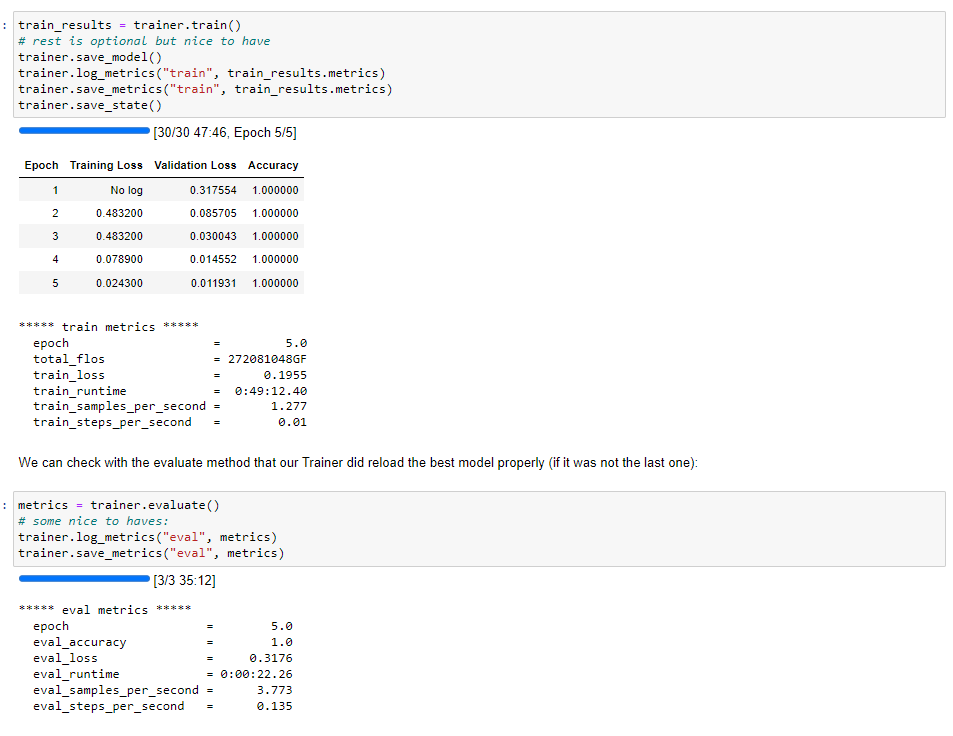 : train_results = trainer.train()
# rest is optional but nice to have
trainer.save_model()
trainer.log_metrics("train", train_results.metrics)
trainer.save_metrics("train", train_results.metrics)
trainer.save_state()
[30/30 47:46, Epoch 5/5]
Epoch Training Loss Validation Loss Accuracy
1 No log 0.317554 1.000000
2 0.483200 0.085705 1.000000
3 0.483200 0.030043 1.000000
4 0.078900 0.014552 1.000000
5 0.024300 0.011931 1.000000
***** train metrics *****
epoch = 5.0
total_flos = 272081048GF
train_loss = 0.1955
train_runtime = 0:49:12.40
train_samples_per_second = 1.277
train_steps_per_second = 0.01
We can check with the evaluate method that our Trainer did reload the best model properly (if it was not the last one):
: metrics = trainer.evaluate()
# some nice to haves:
trainer.log_metrics("eval", metrics)
trainer.save_metrics("eval", metrics)
[3/3 35:12]
***** eval metrics *****
epoch = 5.0
eval_accuracy = 1.0
eval_loss = 0.3176
eval_runtime = 0:00:22.26
eval_samples_per_second = 3.773
eval_steps_per_second = 0.135